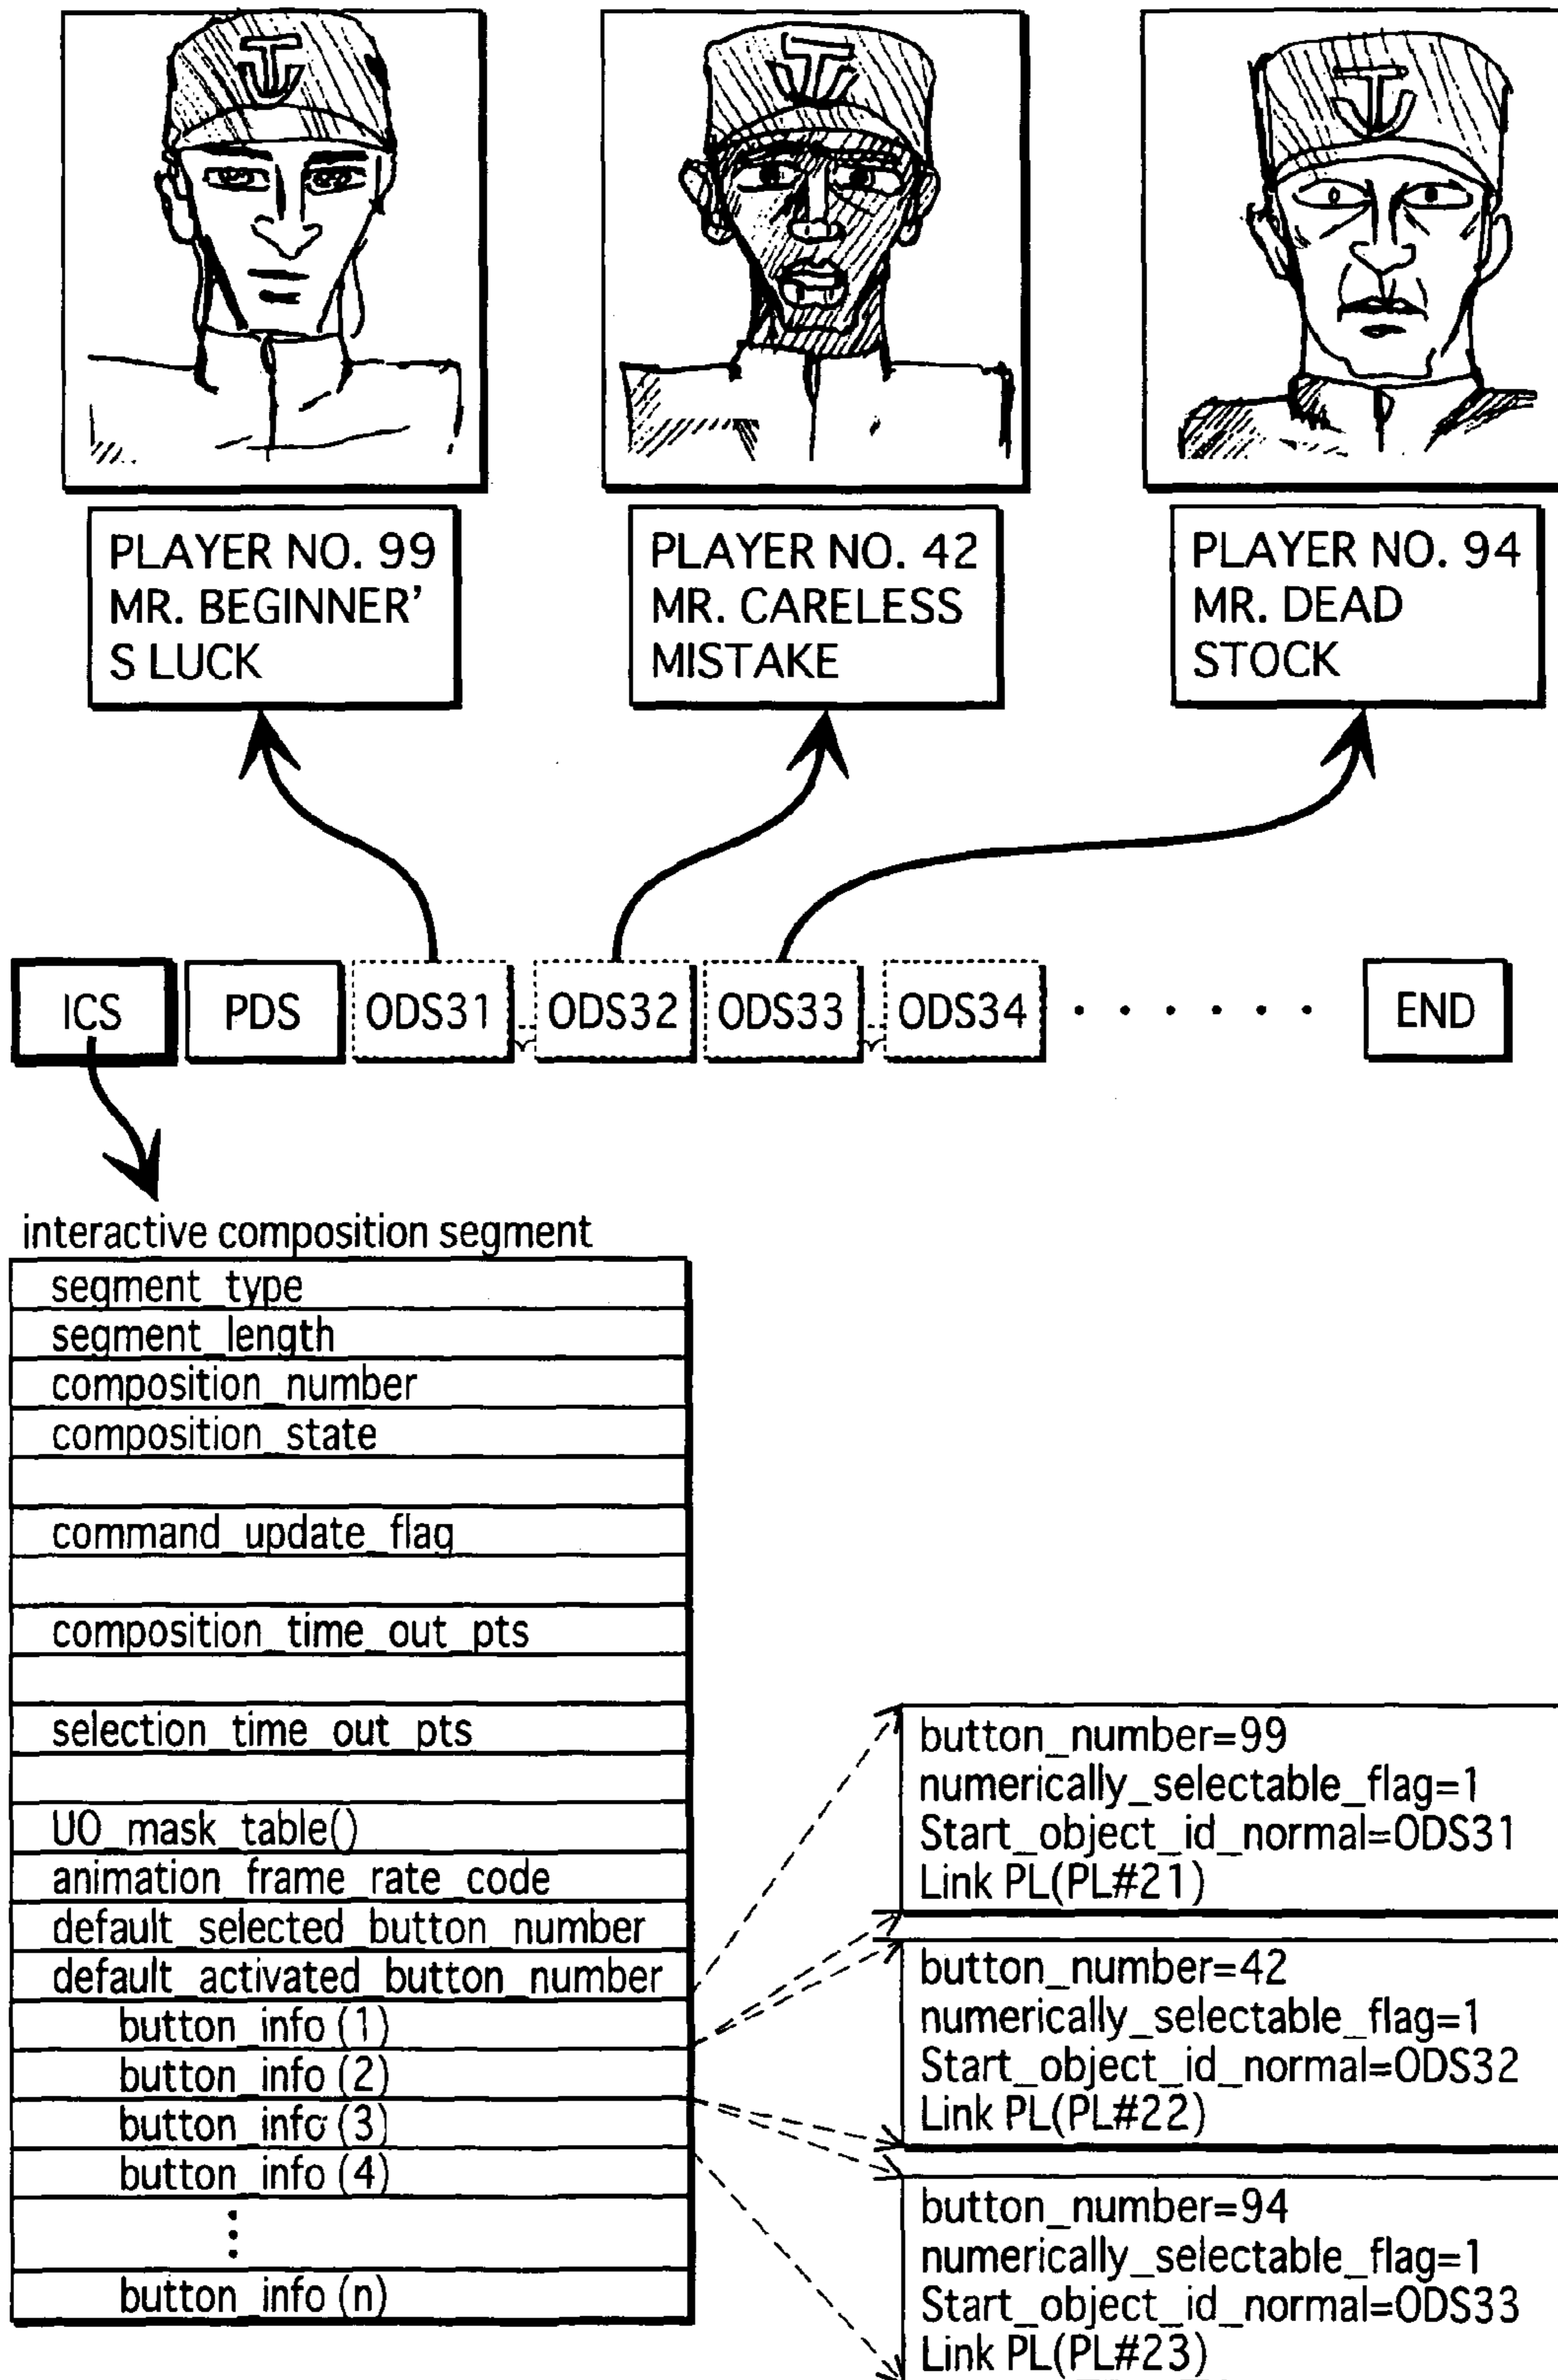 PLAYER NO. 99
MR. BEGINNER'
S LUCK
PLAYER NO. 42
MR. CARELESS
MISTAKE
PLAYER NO. 94
MR. DEAD
STOCK
ICS
PDS
ODS31
ODS32
ODS33
ODS34
END
interactive composition segment
segment_type
segment_length
composition_number
composition_state
command_update_flag
composition_time_out_pts
selection_time_out_pts
UO_mask_table()
animation_frame_rate_code
default_selected_button_number
default_activated_button_number
button_info (1)
button_info (2)
button_info (3)
button_info (4)
button_info (n)
button_number=99
numerically_selectable_flag=1
Start_object_id_normal=ODS31
Link PL(PL#21)
button_number=42
numerically_selectable_flag=1
Start_object_id_normal=ODS32
Link PL(PL#22)
button_number=94
numerically_selectable_flag=1
Start_object_id_normal=ODS33
Link PL(PL#23)